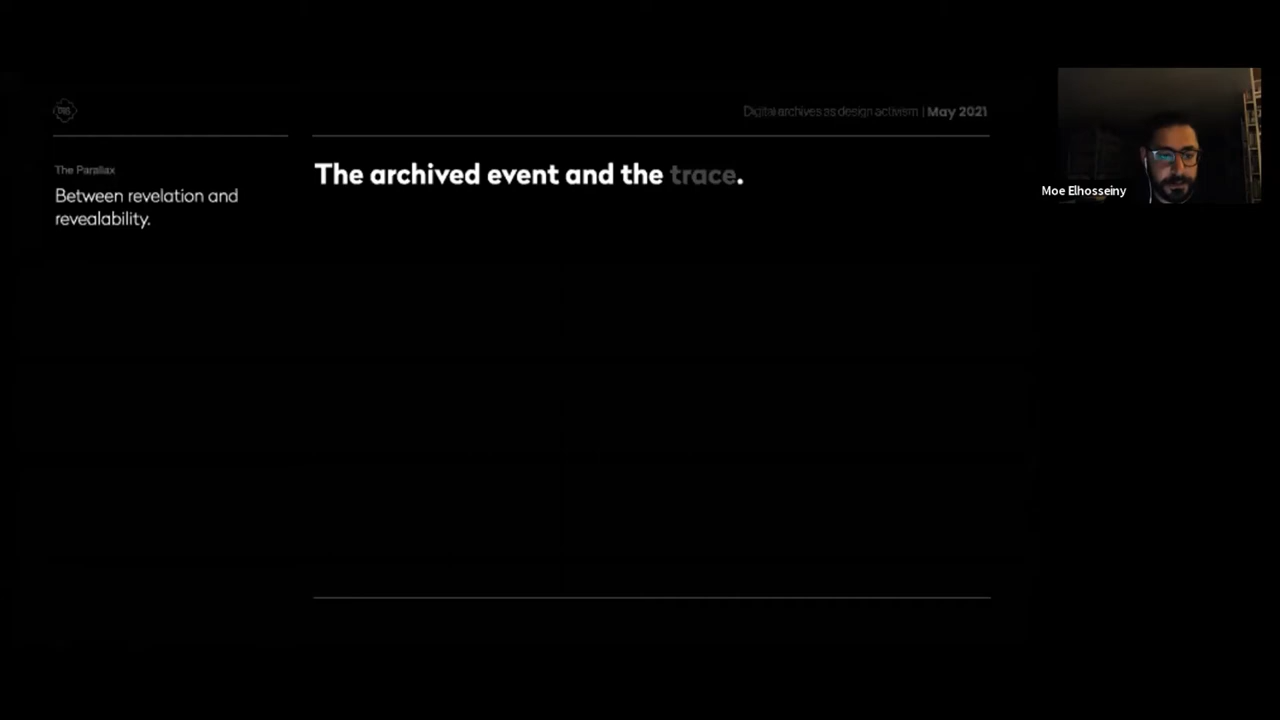 Digital archives as design activism | May 2021
The Parallax
Between revelation and
revealability.
The archived event and the trace.
Moe Elhosseiny